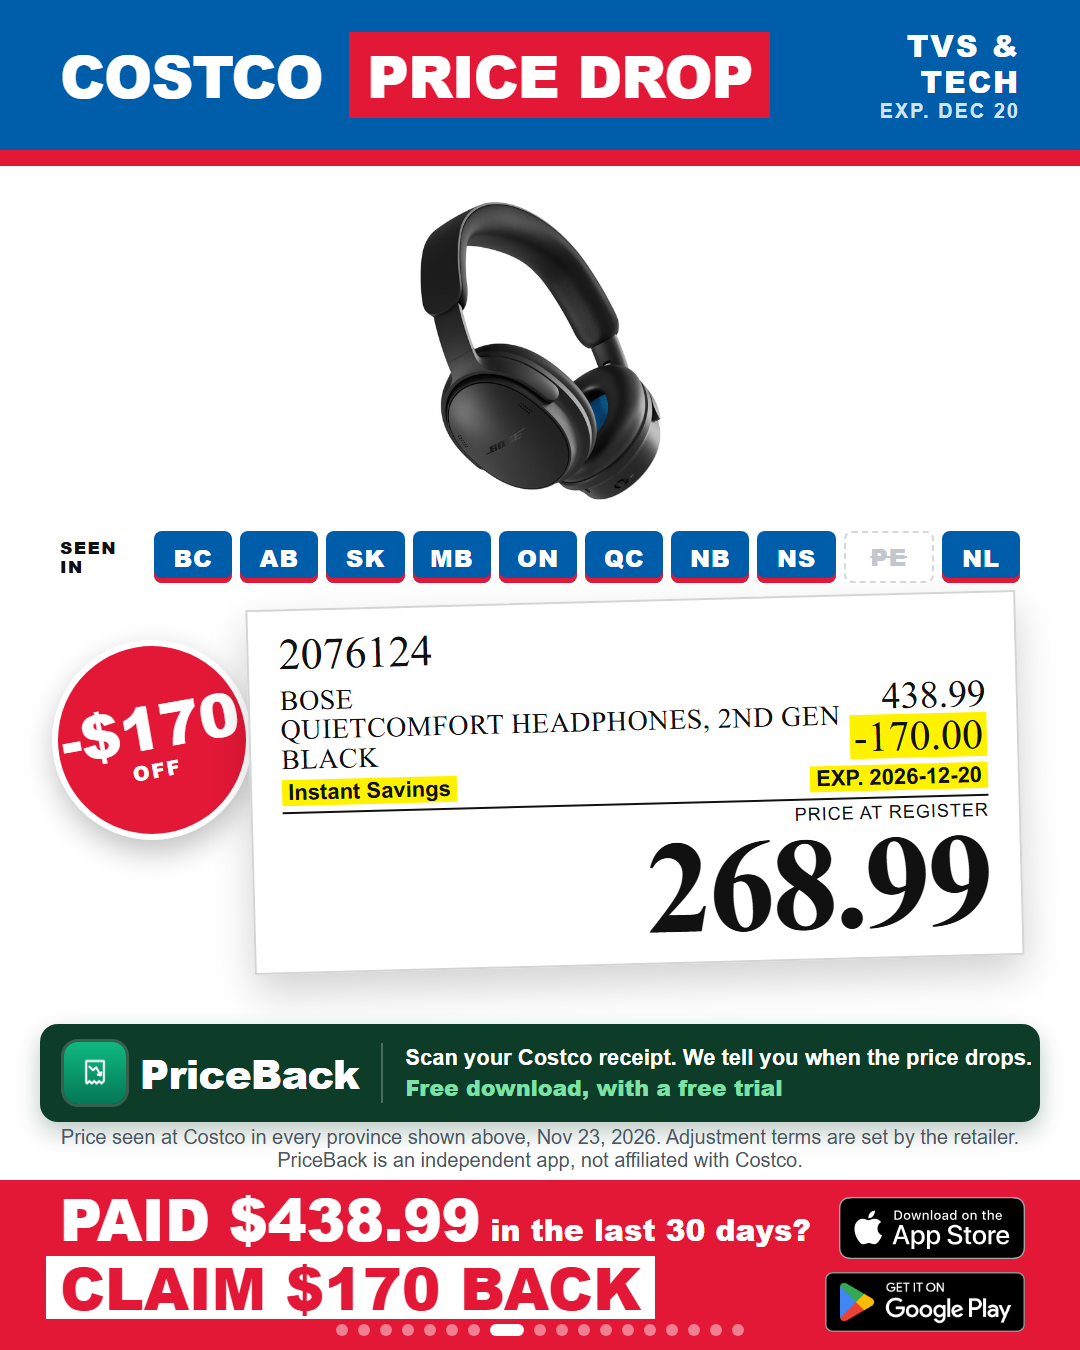 COSTCO PRICE DROP
TVS &
TECH
EXP. DEC 20
BOSE
SEEN
IN
BC AB SK MB ON QC NB NS PE NL
-$170
OFF
2076124
BOSE
QUIETCOMFORT HEADPHONES, 2ND GEN
BLACK
438.99
-170.00
Instant Savings
EXP. 2026-12-20
PRICE AT REGISTER
268.99
PriceBack
Scan your Costco receipt. We tell you when the price drops.
Free download, with a free trial
Price seen at Costco in every province shown above, Nov 23, 2026. Adjustment terms are set by the retailer.
PriceBack is an independent app, not affiliated with Costco.
PAID $438.99 in the last 30 days?
CLAIM $170 BACK
Download on the
App Store
GET IT ON
Google Play